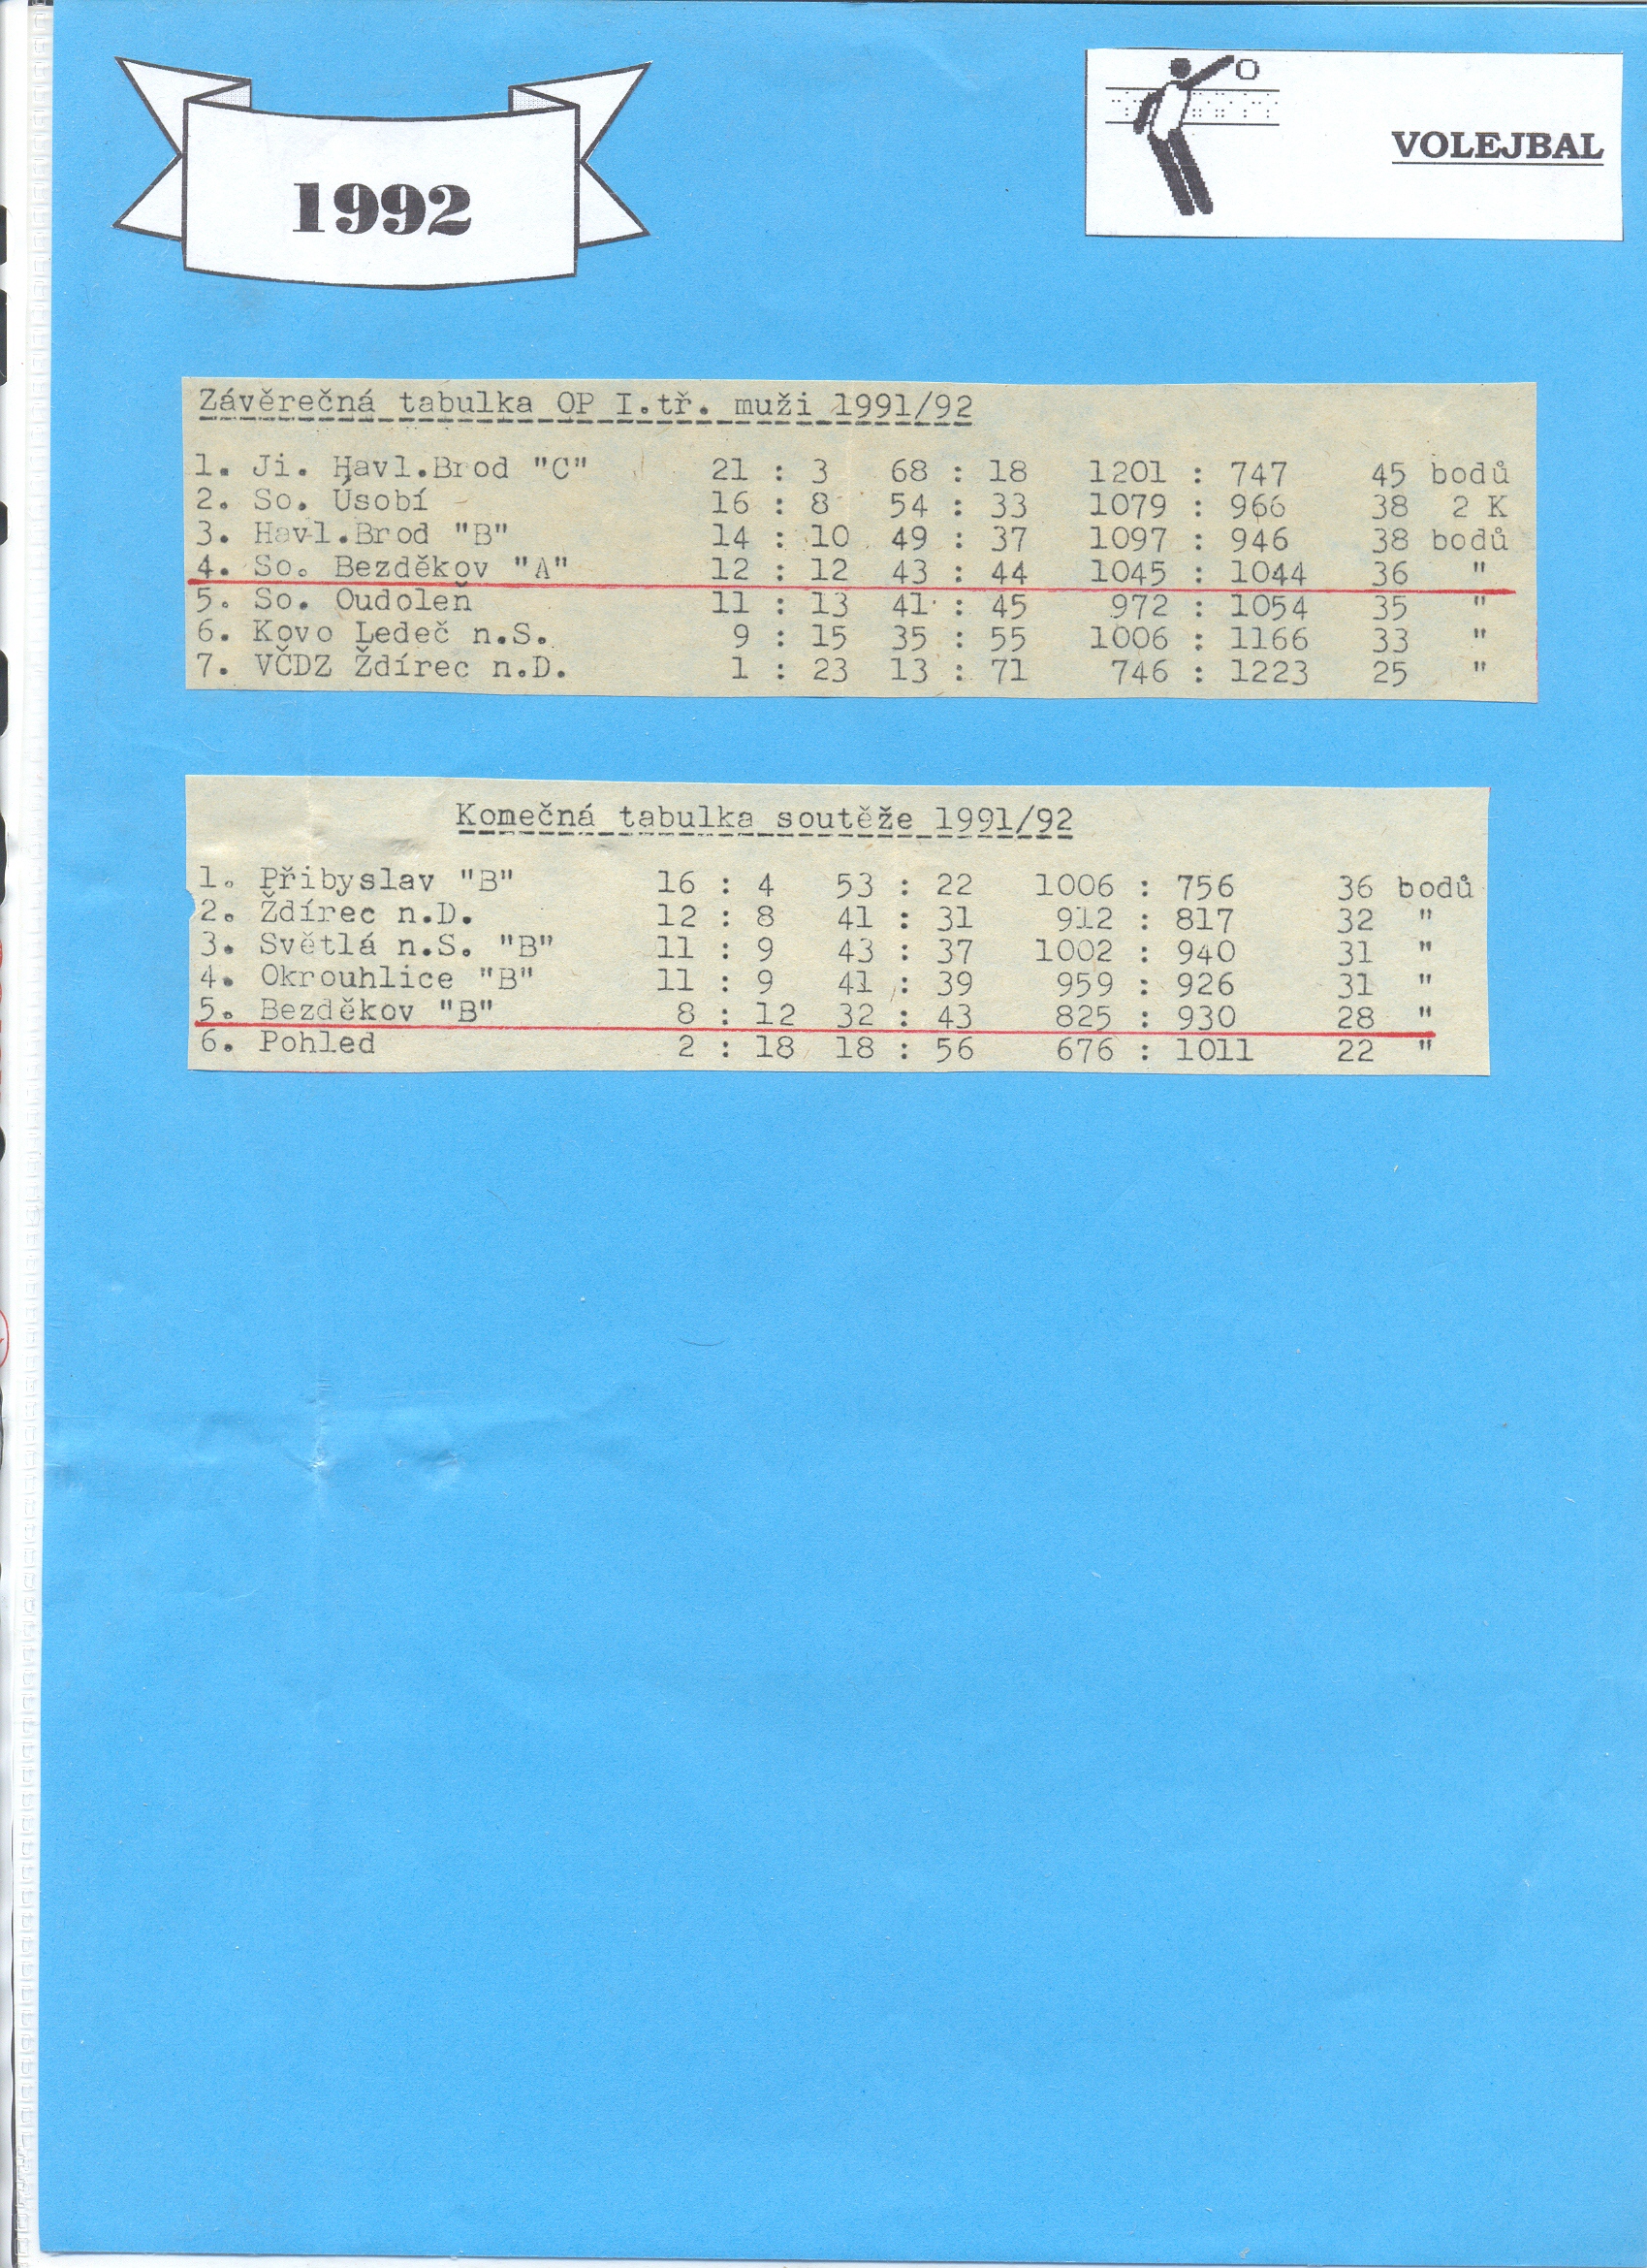 1992
VOLEJBAL
Závěrečná tabulka OP I.tř. muži 1991/92
1. Ji. Havl.Brod "C" 21 : 3 68 : 18 1201 : 747 45 bodů
2. So. Úsobí 16 : 8 54 : 33 1079 : 966 38 2 K
3. Havl.Brod "B" 14 : 10 49 : 37 1097 : 946 38 bodů
4. So. Bezděkov "A" 12 : 12 43 : 44 1045 : 1044 36 "
5. So. Oudoleň 11 : 13 41 : 45 972 : 1054 35 "
6. Kovo Ledeč n.S. 9 : 15 35 : 55 1006 : 1166 33 "
7. VČDZ Ždírec n.D. 1 : 23 13 : 71 746 : 1223 25 "
Komečná tabulka soutěže 1991/92
1. Přibyslav "B" 16 : 4 53 : 22 1006 : 756 36 bodů
2. Ždírec n.D. 12 : 8 41 : 31 912 : 817 32 "
3. Světlá n.S. "B" 11 : 9 43 : 37 1002 : 940 31 "
4. Okrouhlice "B" 11 : 9 41 : 39 959 : 926 31 "
5. Bezděkov "B" 8 : 12 32 : 43 825 : 930 28 "
6. Pohled 2 : 18 18 : 56 676 : 1011 22 "